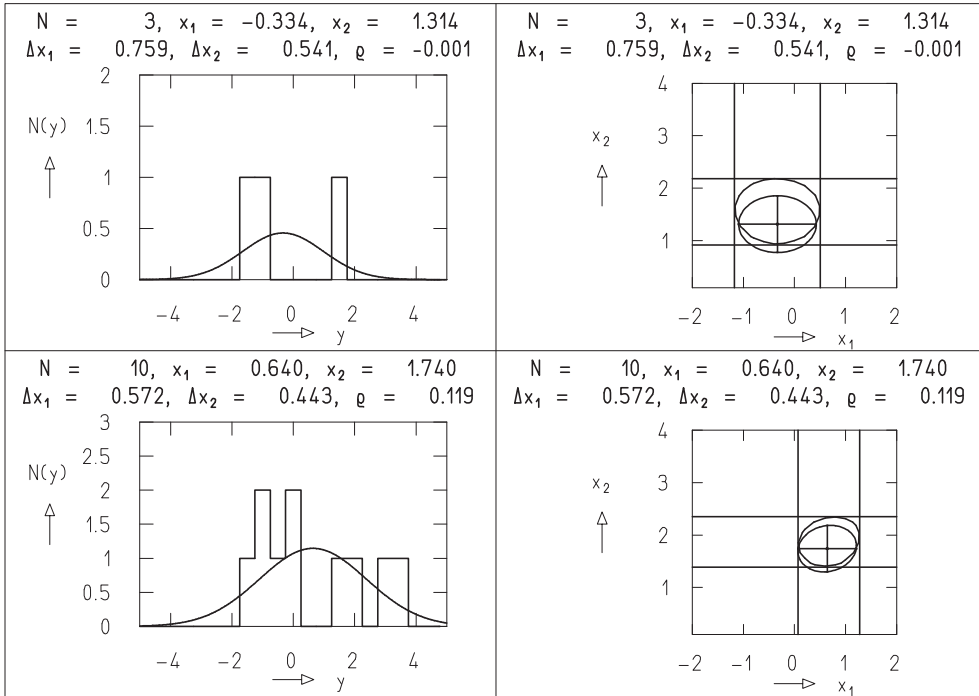 N = 3, x₁ = −0.334, x₂ = 1.314
Δx₁ = 0.759, Δx₂ = 0.541, ϱ = −0.001
2
N(y)
1.5
1
0.5
0
−4 −2 0 2 4
y
N = 3, x₁ = −0.334, x₂ = 1.314
Δx₁ = 0.759, Δx₂ = 0.541, ϱ = −0.001
4
x₂
3
2
1
−2 −1 0 1 2
x₁
N = 10, x₁ = 0.640, x₂ = 1.740
Δx₁ = 0.572, Δx₂ = 0.443, ϱ = 0.119
3
2.5
N(y)
2
1.5
1
0.5
0
−4 −2 0 2 4
y
N = 10, x₁ = 0.640, x₂ = 1.740
Δx₁ = 0.572, Δx₂ = 0.443, ϱ = 0.119
4
x₂
3
2
1
−2 −1 0 1 2
x₁